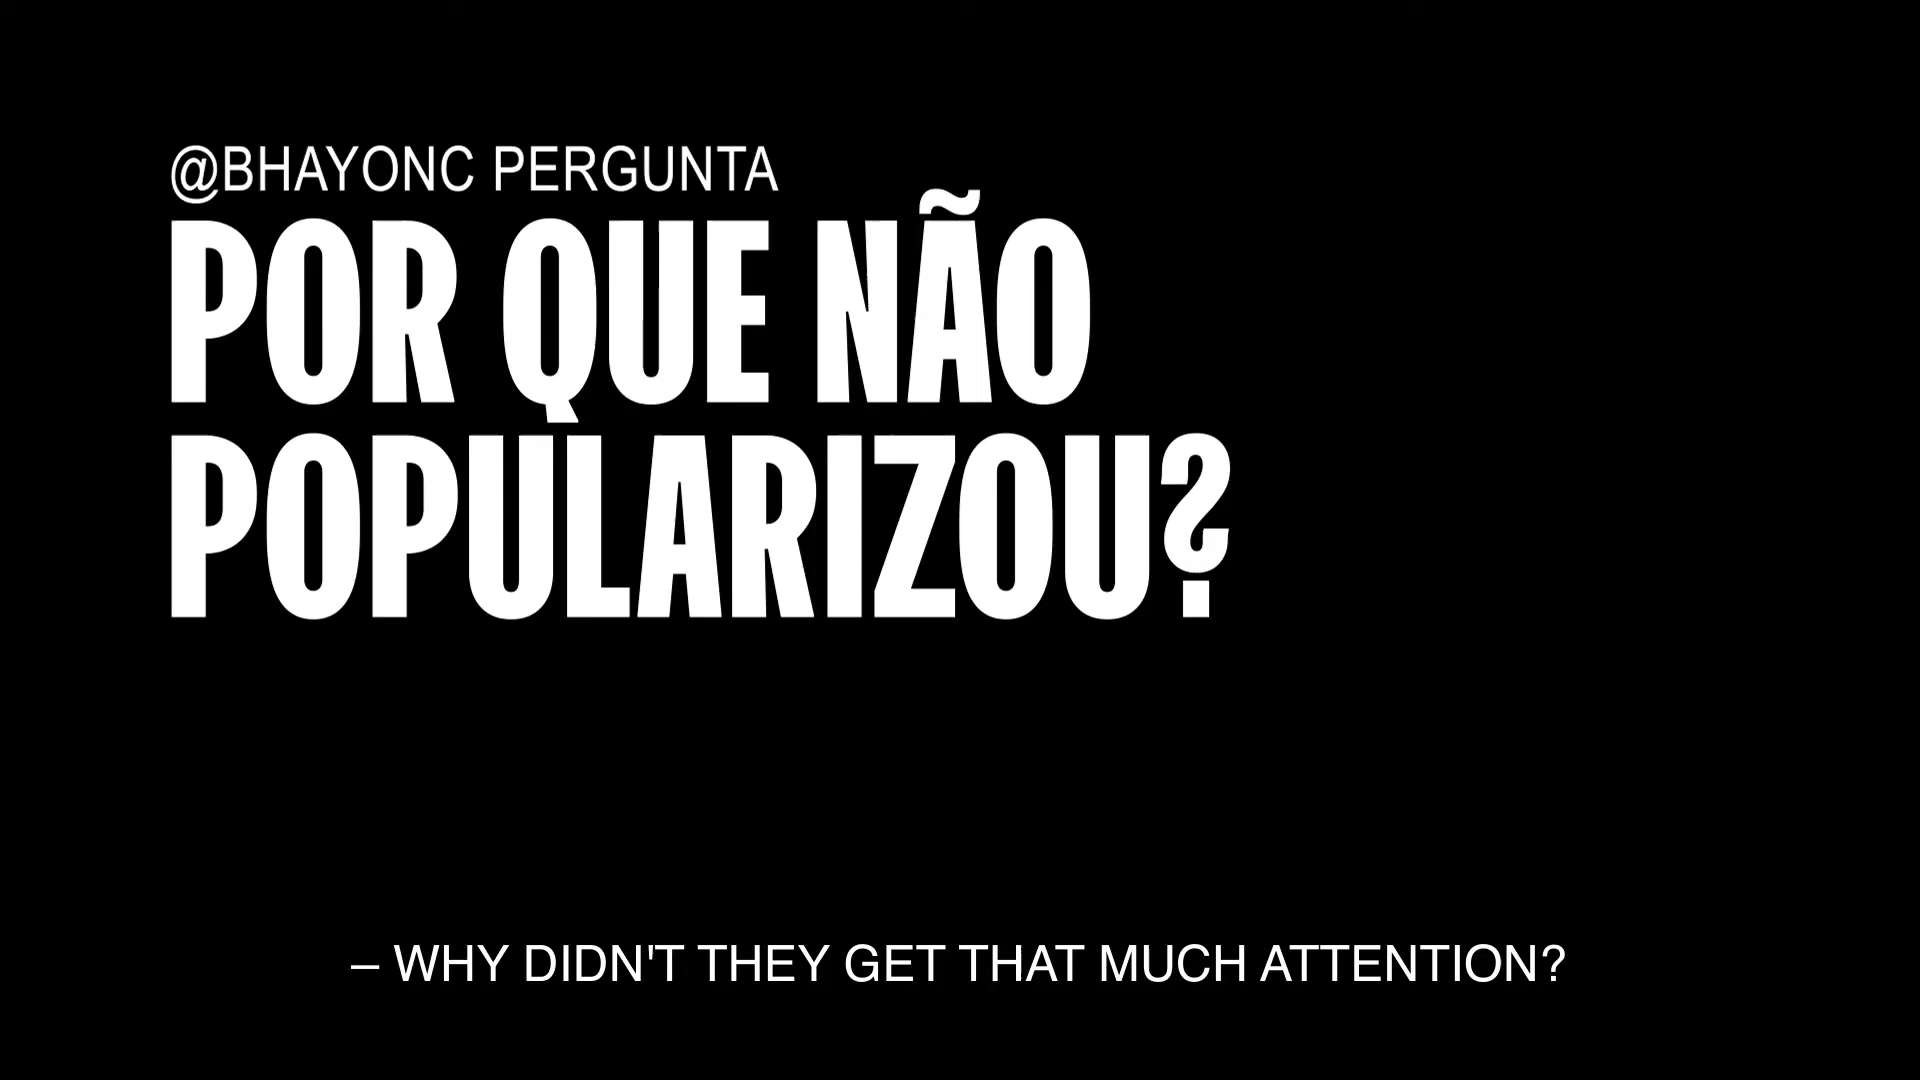 @BHAYONC PERGUNTA
POR QUE NÃO
POPULARIZOU?
– WHY DIDN'T THEY GET THAT MUCH ATTENTION?